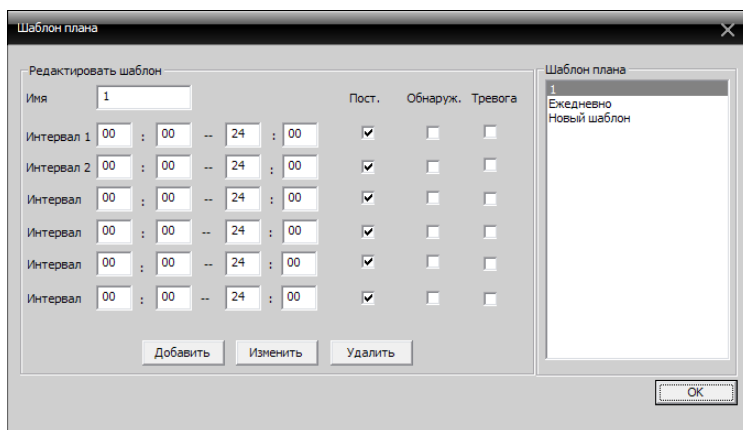 Шаблон плана
Редактировать шаблон
Имя 1 Пост. Обнаруж. Тревога
Интервал 1 00 : 00 -- 24 : 00
Интервал 2 00 : 00 -- 24 : 00
Интервал 00 : 00 -- 24 : 00
Интервал 00 : 00 -- 24 : 00
Интервал 00 : 00 -- 24 : 00
Интервал 00 : 00 -- 24 : 00
Добавить Изменить Удалить
Шаблон плана
1
Ежедневно
Новый шаблон
OK